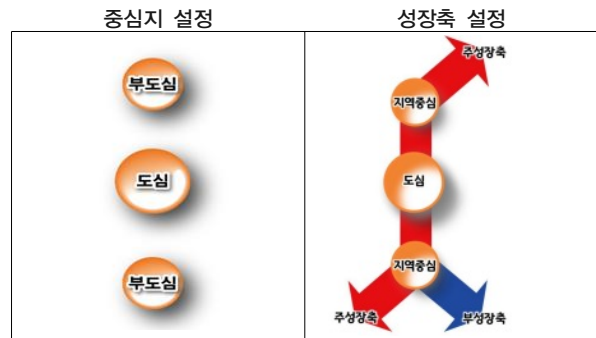 중심지 설정
성장축 설정
부도심
도심
부도심
주성장축
지역중심
도심
지역중심
주성장축
부성장축